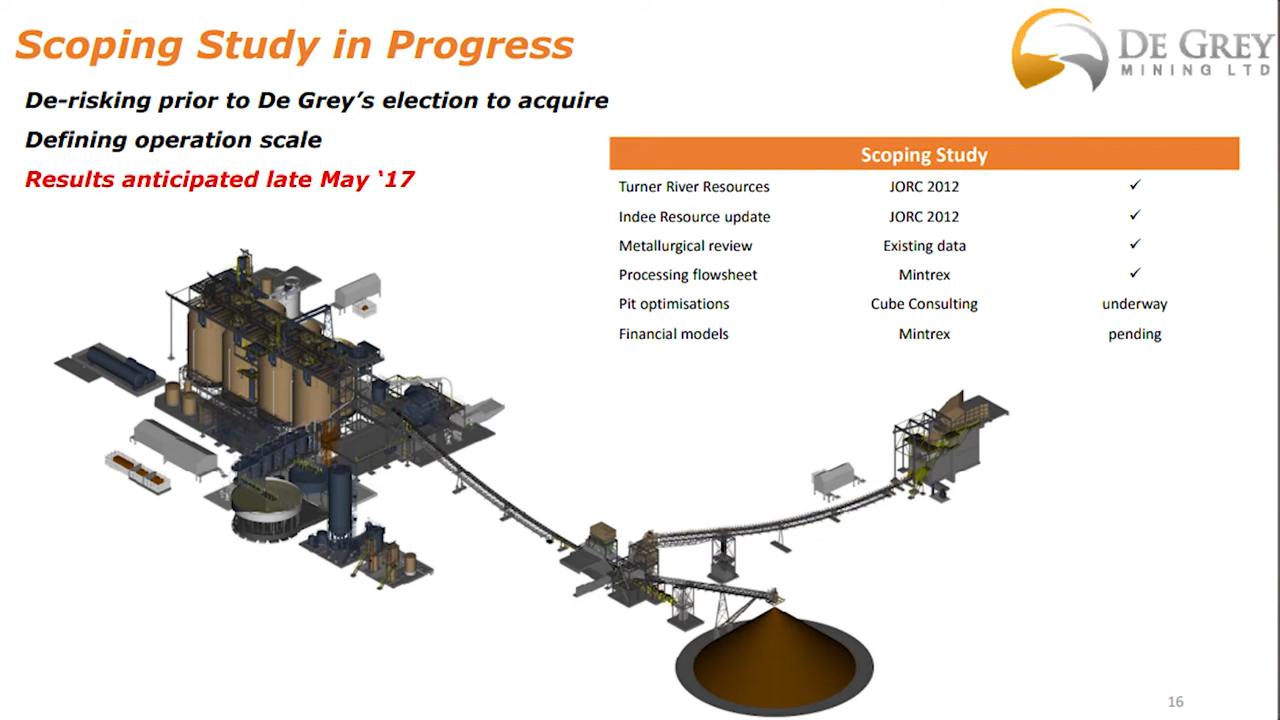 Scoping Study in Progress
DE GREY
MINING LTD
De-risking prior to De Grey’s election to acquire
Defining operation scale
Results anticipated late May ‘17
Scoping Study
Turner River Resources JORC 2012 ✓
Indee Resource update JORC 2012 ✓
Metallurgical review Existing data ✓
Processing flowsheet Mintrex ✓
Pit optimisations Cube Consulting underway
Financial models Mintrex pending
16